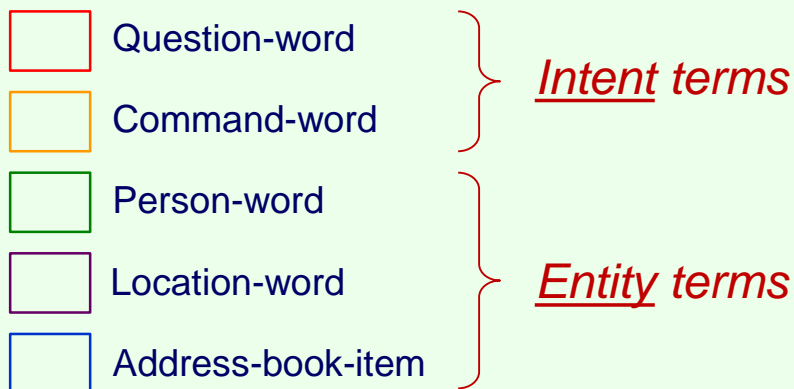 Question-word
Command-word
Intent terms
Person-word
Location-word
Address-book-item
Entity terms